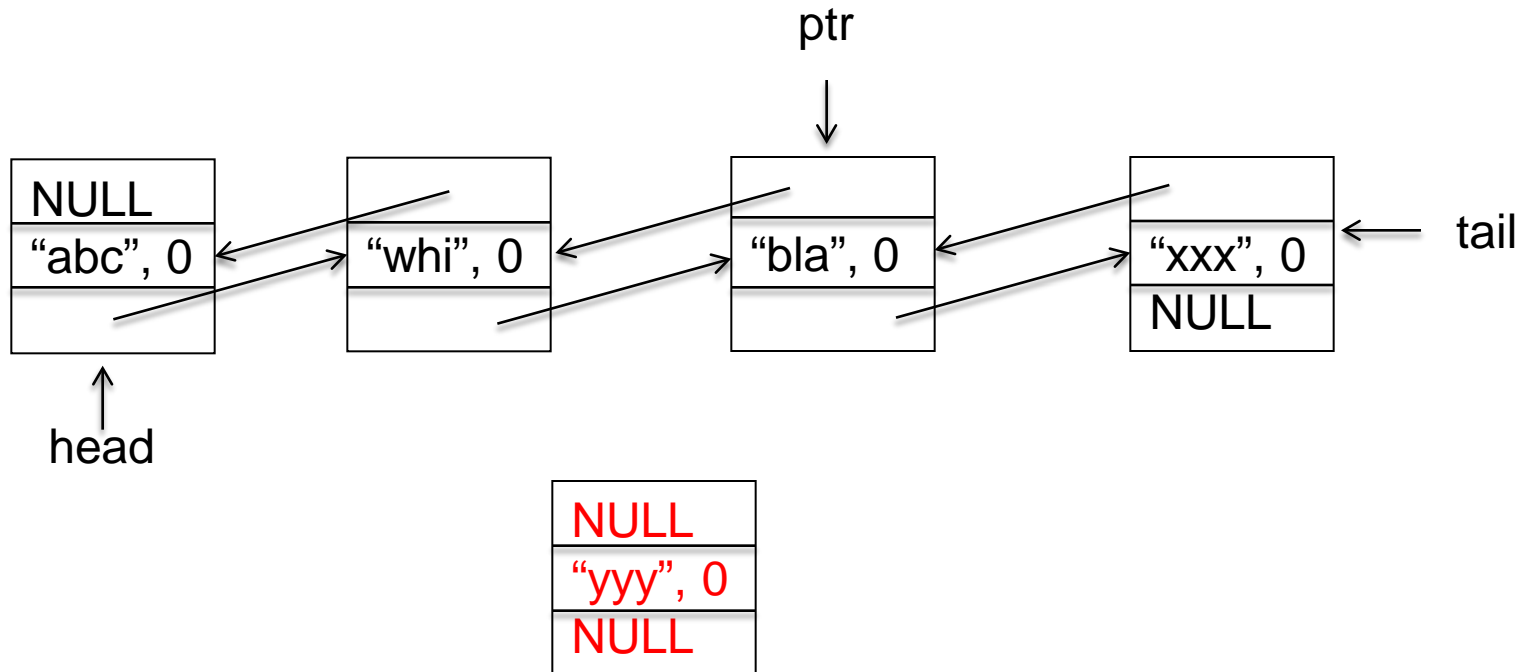 ptr
NULL
“abc”, 0
“whi”, 0
“bla”, 0
“xxx”, 0
NULL
tail
head
NULL
“yyy”, 0
NULL